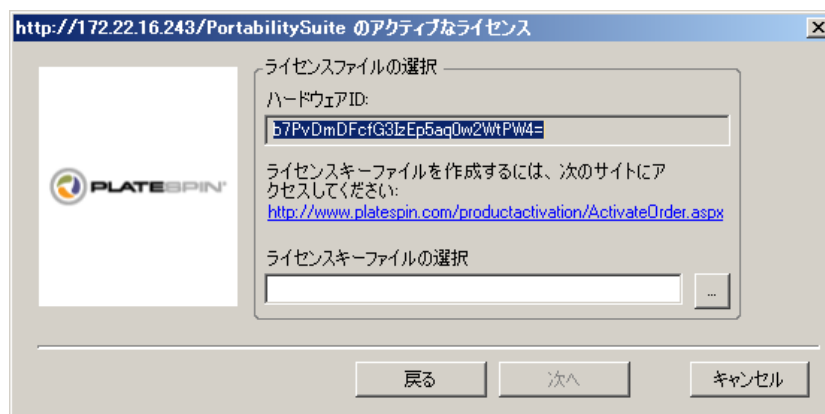 http://172.22.16.243/PortabilitySuite のアクティブなライセンス
ライセンスファイルの選択
ハードウェアID:
b7PvDmDFcfG3IzEp5aq0w2WtPW4=
ライセンスキーファイルを作成するには、次のサイトにア
クセスしてください:
http://www.platespin.com/productactivation/ActivateOrder.aspx
PLATESPIN
ライセンスキーファイルの選択
...
戻る
次へ
キャンセル